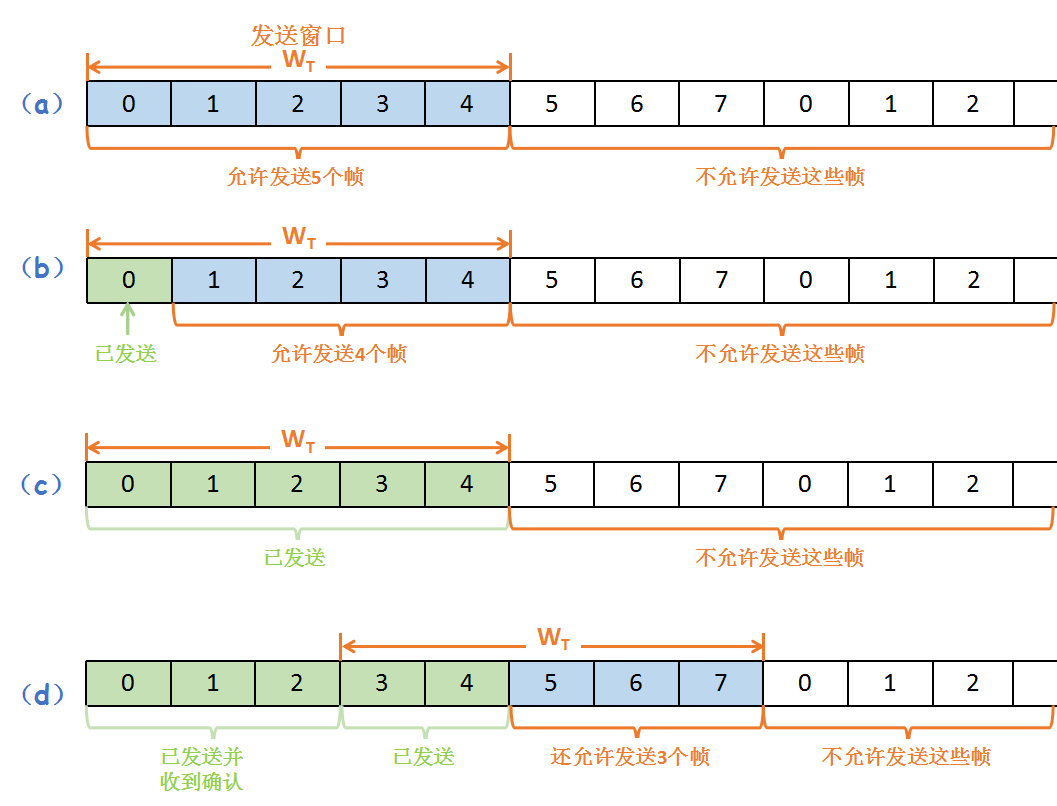 发送窗口
WT
(a) 0 1 2 3 4 5 6 7 0 1 2
允许发送5个帧 不允许发送这些帧
WT
(b) 0 1 2 3 4 5 6 7 0 1 2
已发送 允许发送4个帧 不允许发送这些帧
WT
(c) 0 1 2 3 4 5 6 7 0 1 2
已发送 不允许发送这些帧
WT
(d) 0 1 2 3 4 5 6 7 0 1 2
已发送并 已发送 还允许发送3个帧 不允许发送这些帧
收到确认